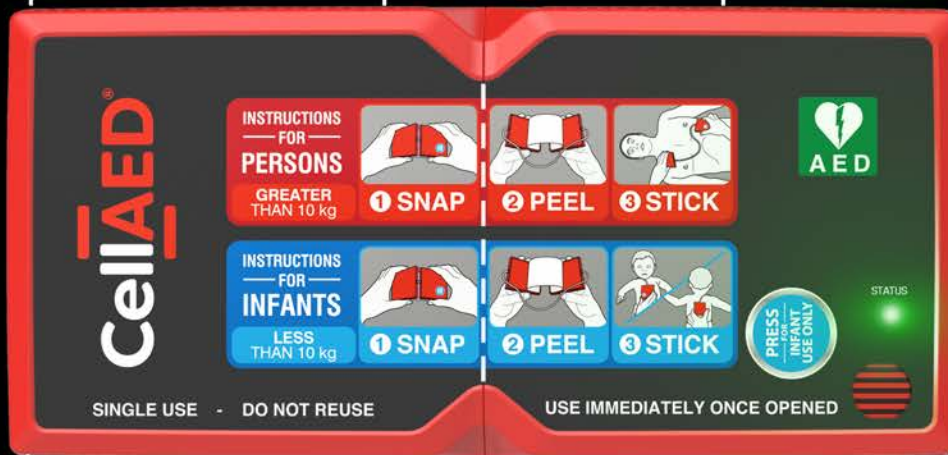 CellAED®
INSTRUCTIONS
FOR
PERSONS
GREATER
THAN 10 kg
1 SNAP
2 PEEL
3 STICK
INSTRUCTIONS
FOR
INFANTS
LESS
THAN 10 kg
1 SNAP
2 PEEL
3 STICK
AED
STATUS
PRESS
FOR
INFANT
USE ONLY
SINGLE USE - DO NOT REUSE
USE IMMEDIATELY ONCE OPENED